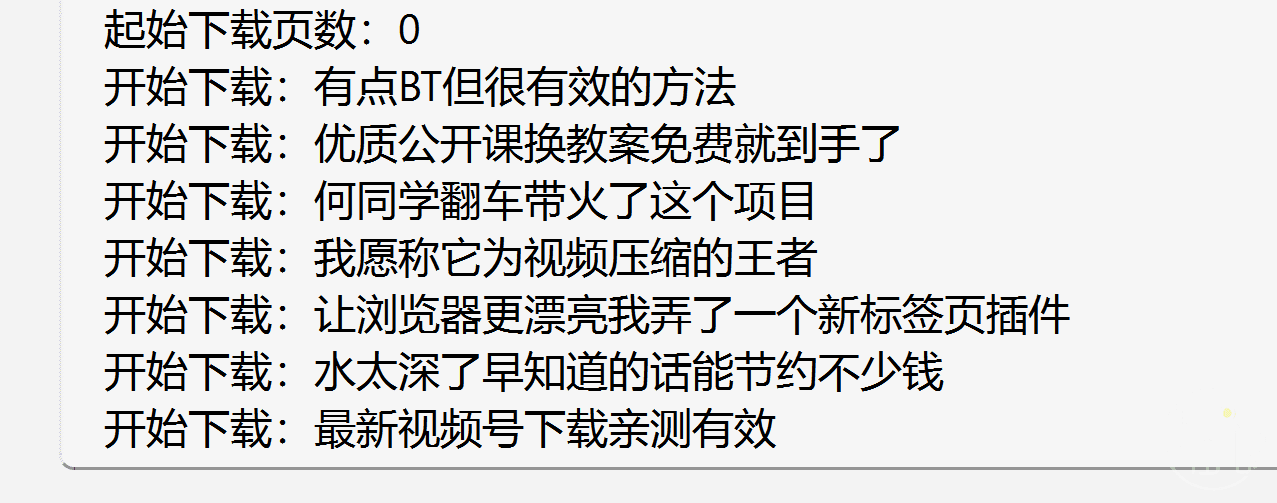 起始下载页数：0
开始下载：有点BT但很有效的方法
开始下载：优质公开课换教案免费就到手了
开始下载：何同学翻车带火了这个项目
开始下载：我愿称它为视频压缩的王者
开始下载：让浏览器更漂亮我弄了一个新标签页插件
开始下载：水太深了早知道的话能节约不少钱
开始下载：最新视频号下载亲测有效